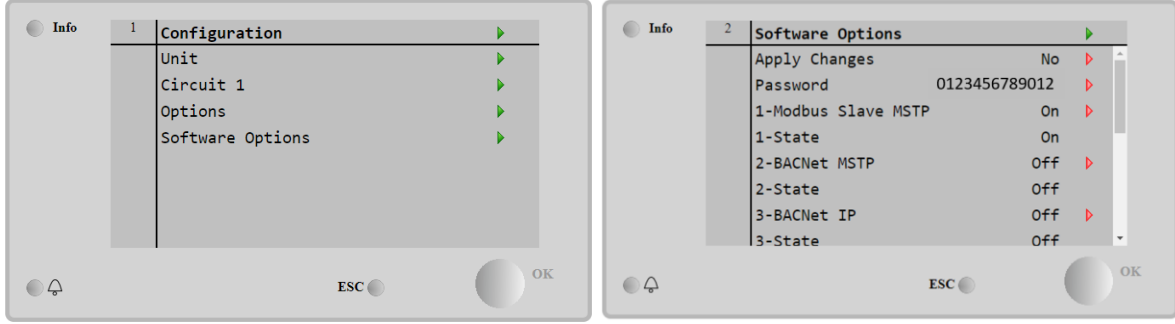 Info
1 Configuration
Unit
Circuit 1
Options
Software Options
ESC
OK
Info
2 Software Options
Apply Changes No
Password 0123456789012
1-Modbus Slave MSTP On
1-State On
2-BACNet MSTP Off
2-State Off
3-BACNet IP Off
3-State Off
ESC
OK